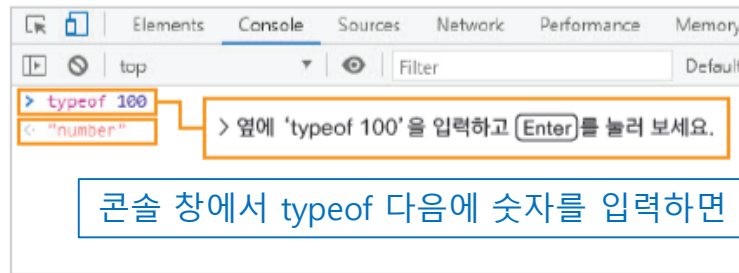 Elements Console Sources Network Performance Memory
top Filter Default
> typeof 100
"number"
> 옆에 ‘typeof 100’을 입력하고 Enter를 눌러 보세요.
콘솔 창에서 typeof 다음에 숫자를 입력하면